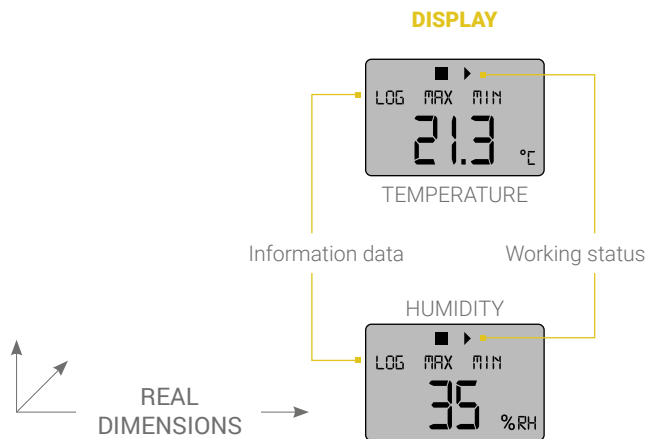 DISPLAY
LOG MAX MIN
21.3 °C
TEMPERATURE
Information data
Working status
HUMIDITY
LOG MAX MIN
35 %RH
REAL
DIMENSIONS